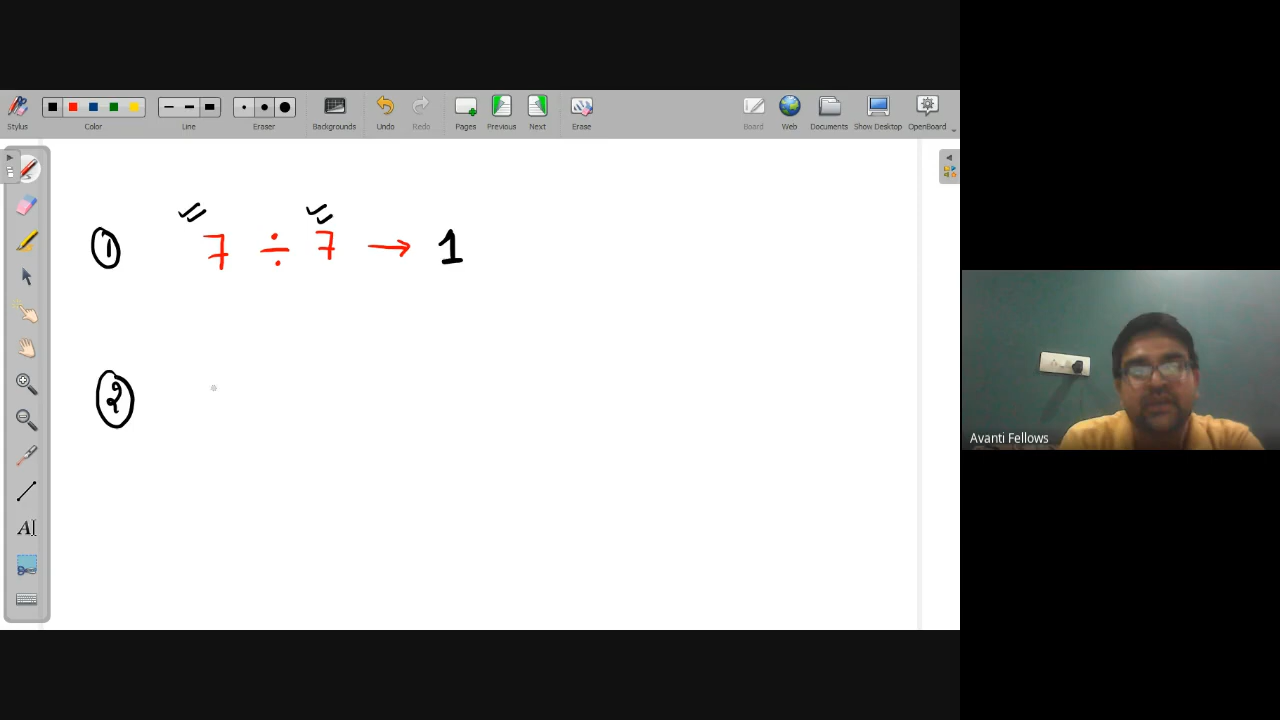 Stylus Color Line Eraser Backgrounds Undo Redo Pages Previous Next Erase Board Web Documents Show Desktop OpenBoard
① 7 ÷ 7 → 1
②
A
Avanti Fellows